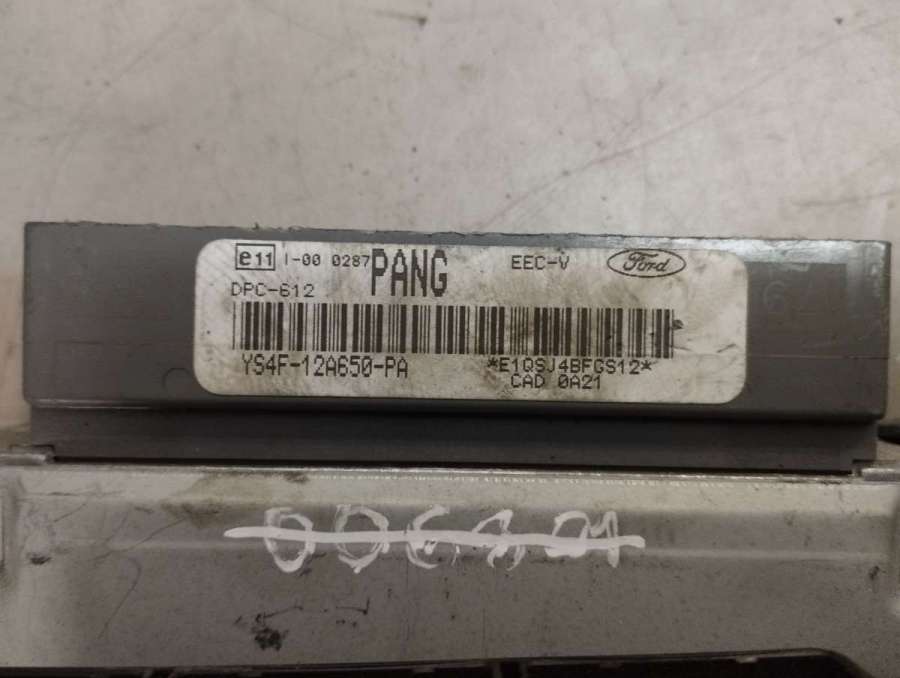 e11 I-00 0287 PANG EEC-V Ford
DPC-612
YS4F-12A650-PA *E1QSJ4BFGS12*
CAD 0A21